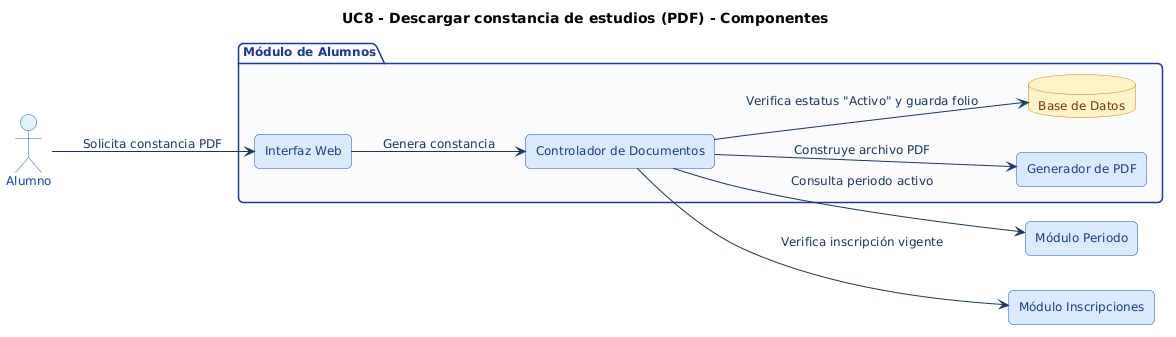 UC8 - Descargar constancia de estudios (PDF) - Componentes
Módulo de Alumnos
Verifica estatus "Activo" y guarda folio
Base de Datos
Solicita constancia PDF
Interfaz Web
Genera constancia
Controlador de Documentos
Construye archivo PDF
Generador de PDF
Alumno
Consulta periodo activo
Módulo Periodo
Verifica inscripción vigente
Módulo Inscripciones